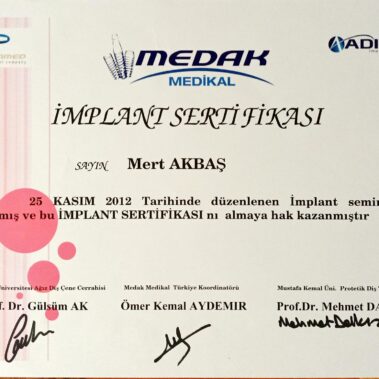 MEDAK
MEDİKAL
ADI
İMPLANT SERTİFİKASI
SAYIN Mert AKBAŞ
25 KASIM 2012 Tarihinde düzenlenen İmplant semin
mış ve bu İMPLANT SERTİFİKASI nı almaya hak kazanmıştır
niversitesi Ağız Diş Çene Cerrahisi Medak Medikal Türkiye Koordinatörü Mustafa Kemal Üni. Protetik Diş T
f. Dr. Gülsüm AK Ömer Kemal AYDEMIR Prof.Dr. Mehmet DA